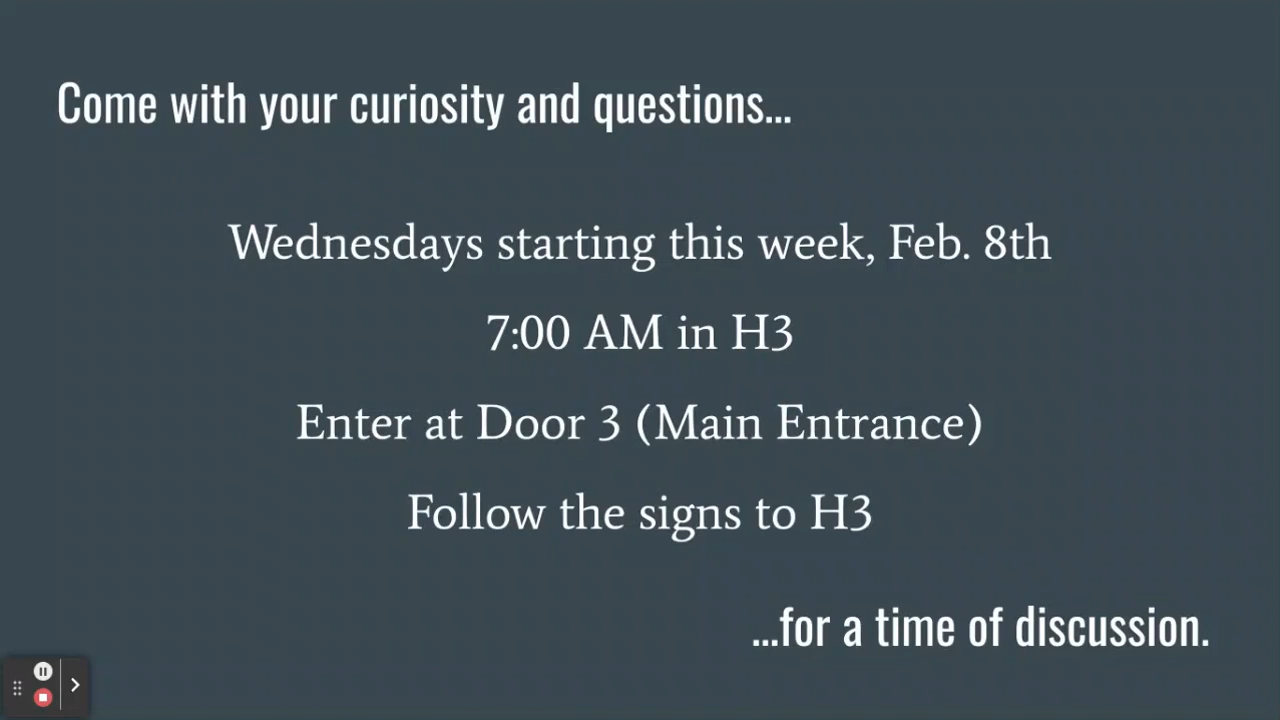 Come with your curiosity and questions...
Wednesdays starting this week, Feb. 8th
7:00 AM in H3
Enter at Door 3 (Main Entrance)
Follow the signs to H3
...for a time of discussion.